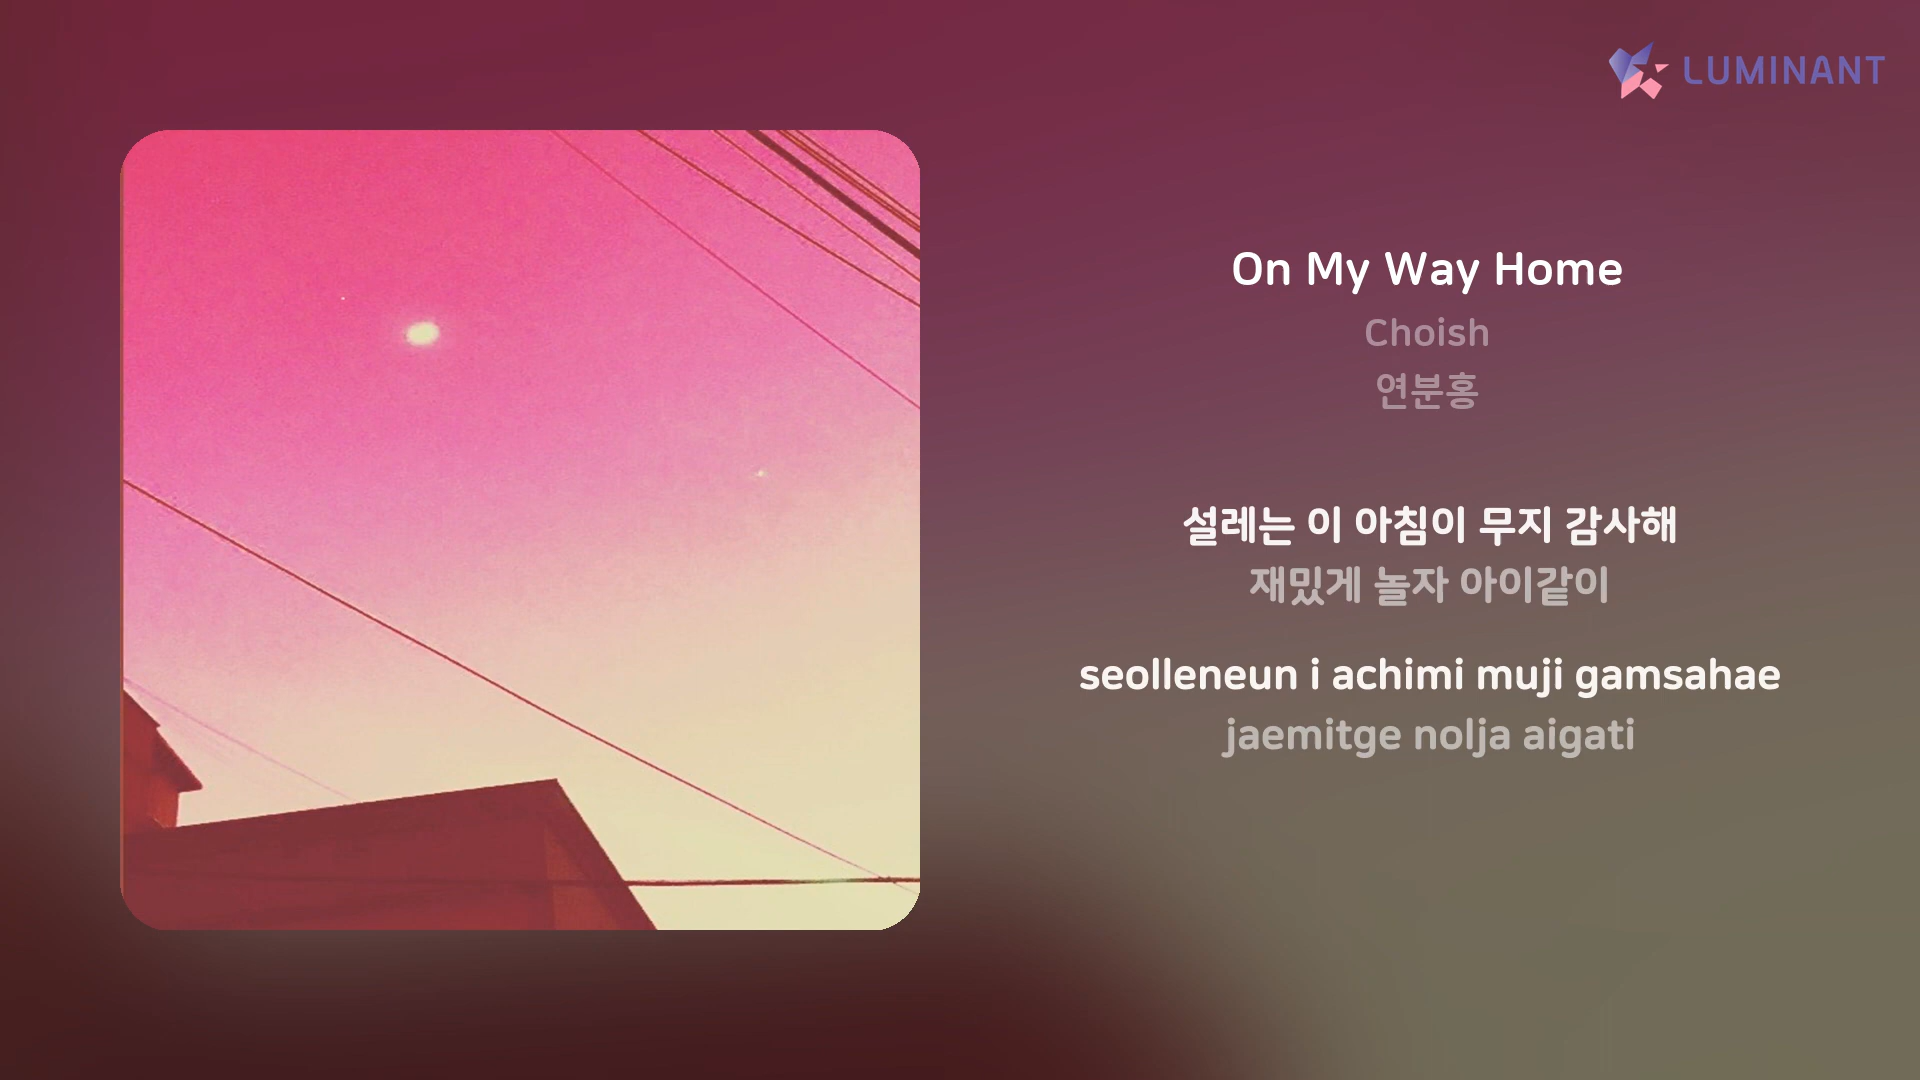 LUMINANT
On My Way Home
Choish
연분홍
설레는 이 아침이 무지 감사해
재밌게 놀자 아이같이
seolleneun i achimi muji gamsahae
jaemitge nolja aigati